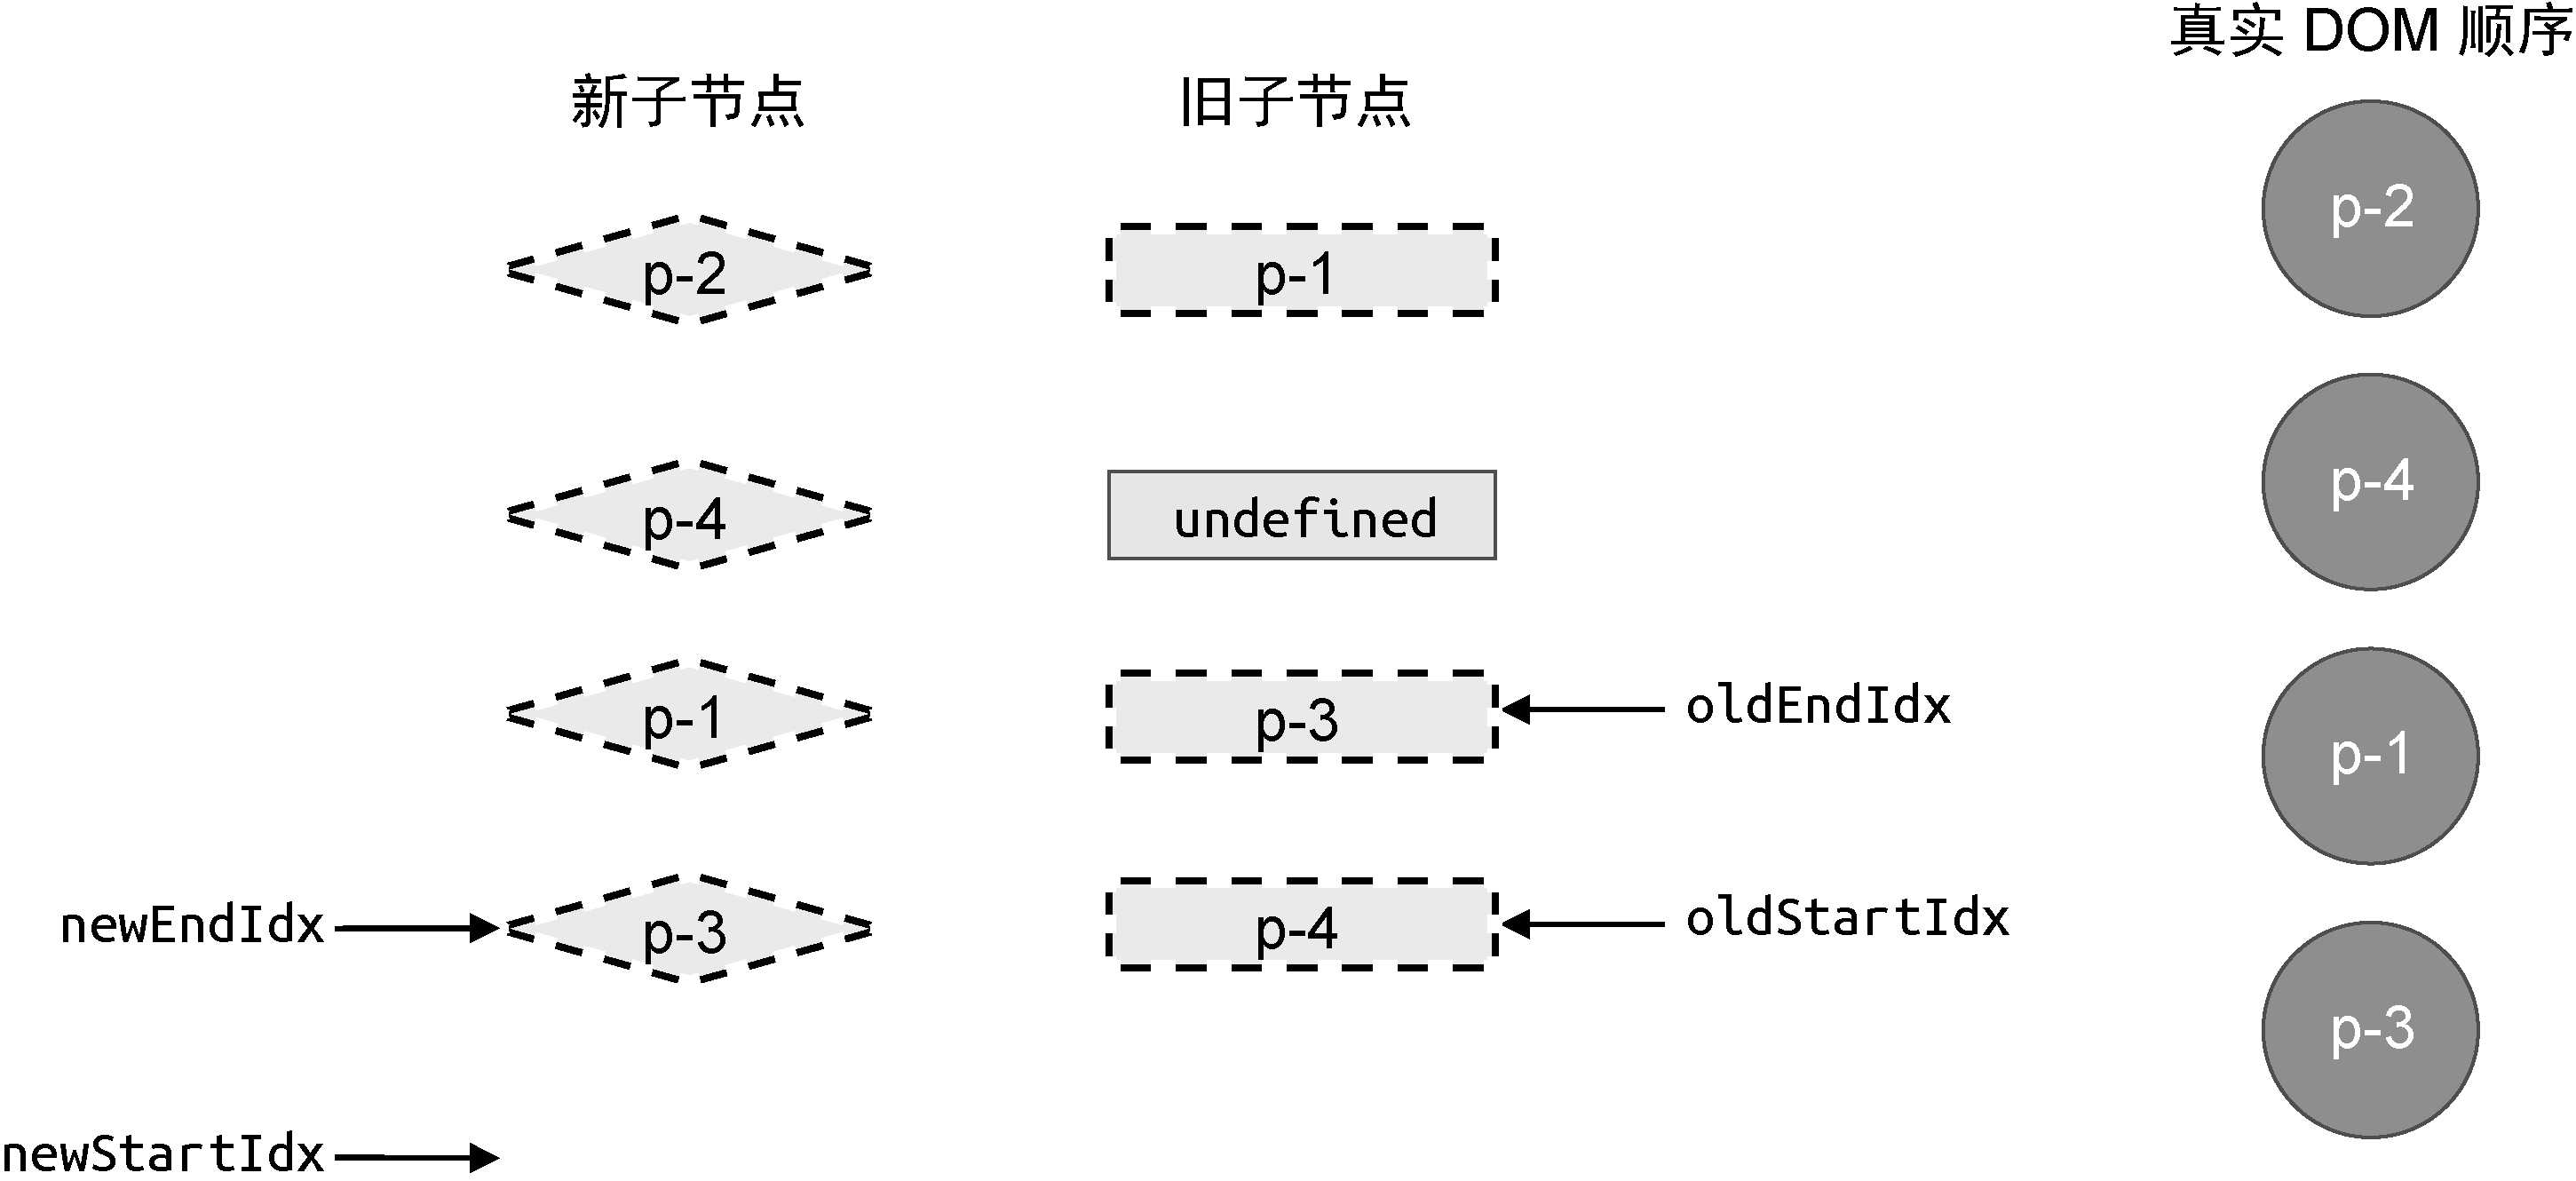 真实 DOM 顺序
新子节点
旧子节点
p-2
p-1
p-2
p-4
undefined
p-4
p-1
p-3
oldEndIdx
p-1
newEndIdx
p-3
p-4
oldStartIdx
p-3
newStartIdx